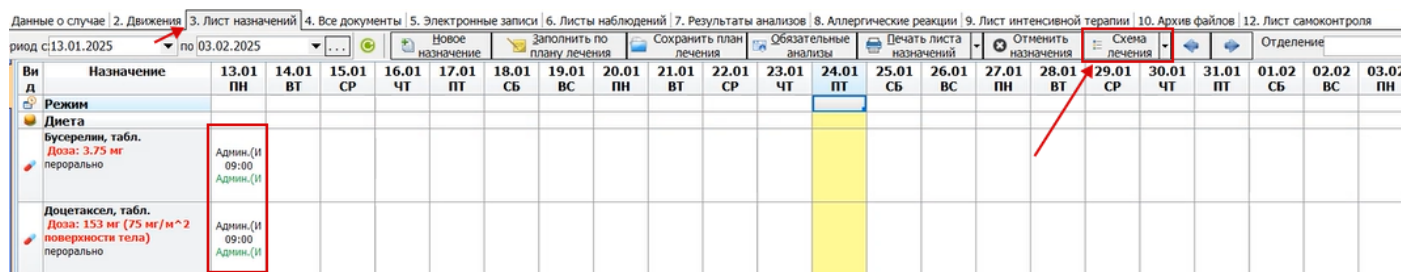 Данные о случае 2. Движения 3. Лист назначений 4. Все документы 5. Электронные записи 6. Листы наблюдений 7. Результаты анализов 8. Аллергические реакции 9. Лист интенсивной терапии 10. Архив файлов 12. Лист самоконтроля
риод с: 13.01.2025 по 03.02.2025 ... Новое назначение Заполнить по плану лечения Сохранить план лечения Обязательные анализы Печать листа назначений Отменить назначения Схема лечения Отделение
Вид Назначение 13.01 ПН 14.01 ВТ 15.01 СР 16.01 ЧТ 17.01 ПТ 18.01 СБ 19.01 ВС 20.01 ПН 21.01 ВТ 22.01 СР 23.01 ЧТ 24.01 ПТ 25.01 СБ 26.01 ВС 27.01 ПН 28.01 ВТ 29.01 СР 30.01 ЧТ 31.01 ПТ 01.02 СБ 02.02 ВС 03.02 ПН
Режим
Диета
Бусерелин, табл.
Доза: 3.75 мг
перорально
Админ.(И
09:00
Админ.(И
Доцетаксел, табл.
Доза: 153 мг (75 мг/м^2
поверхности тела)
перорально
Админ.(И
09:00
Админ.(И